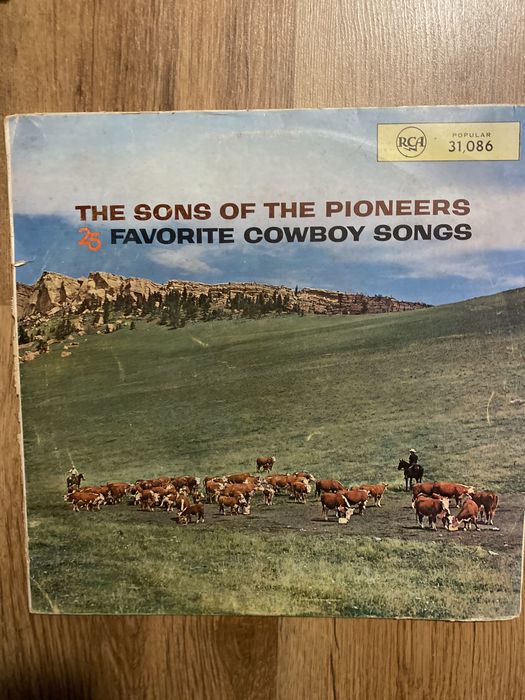 RCA
POPULAR
31,086
THE SONS OF THE PIONEERS
25 FAVORITE COWBOY SONGS